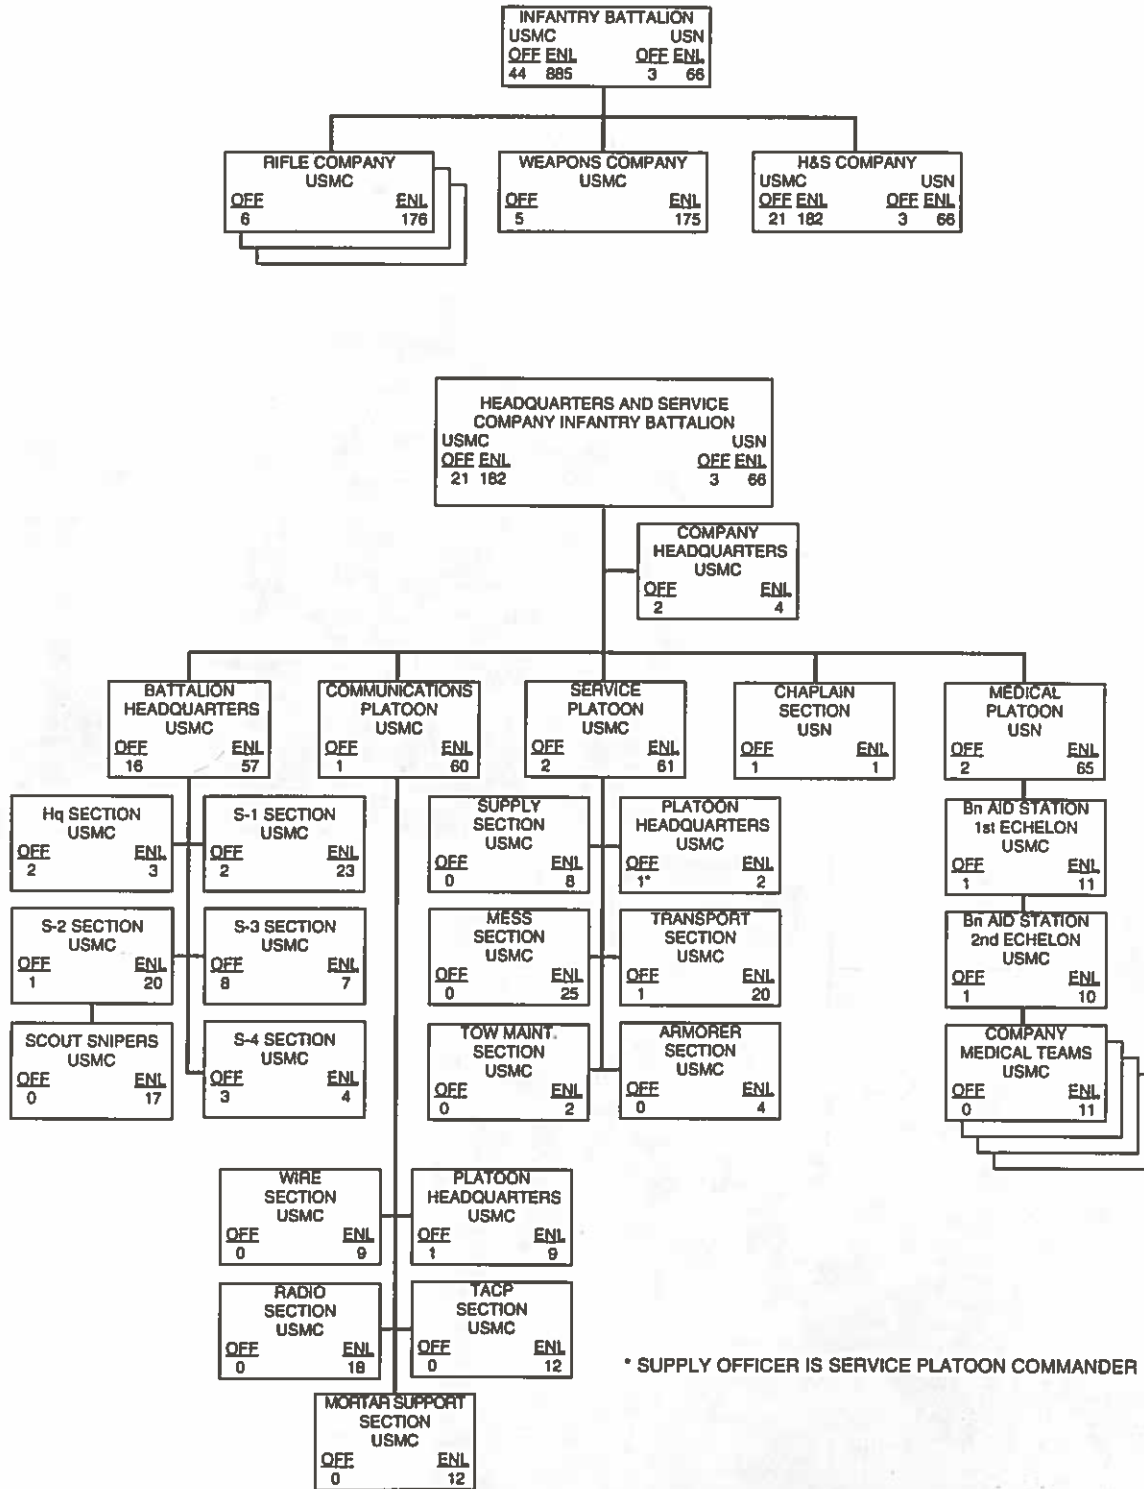 INFANTRY BATTALION
USMC USN
OFF ENL OFF ENL
44 885 3 66
RIFLE COMPANY
USMC
OFF ENL
6 176
WEAPONS COMPANY
USMC
OFF ENL
5 175
H&S COMPANY
USMC USN
OFF ENL OFF ENL
21 182 3 66
HEADQUARTERS AND SERVICE
COMPANY INFANTRY BATTALION
USMC USN
OFF ENL OFF ENL
21 182 3 66
COMPANY
HEADQUARTERS
USMC
OFF ENL
2 4
BATTALION
HEADQUARTERS
USMC
OFF ENL
16 57
COMMUNICATIONS
PLATOON
USMC
OFF ENL
1 60
SERVICE
PLATOON
USMC
OFF ENL
2 61
CHAPLAIN
SECTION
USN
OFF ENL
1 1
MEDICAL
PLATOON
USN
OFF ENL
2 65
Hq SECTION
USMC
OFF ENL
2 3
S-1 SECTION
USMC
OFF ENL
2 23
S-2 SECTION
USMC
OFF ENL
1 20
S-3 SECTION
USMC
OFF ENL
8 7
SCOUT SNIPERS
USMC
OFF ENL
0 17
S-4 SECTION
USMC
OFF ENL
3 4
SUPPLY
SECTION
USMC
OFF ENL
0 8
PLATOON
HEADQUARTERS
USMC
OFF ENL
1* 2
MESS
SECTION
USMC
OFF ENL
0 25
TRANSPORT
SECTION
USMC
OFF ENL
1 20
TOW MAINT.
SECTION
USMC
OFF ENL
0 2
ARMORER
SECTION
USMC
OFF ENL
0 4
Bn AID STATION
1st ECHELON
USMC
OFF ENL
1 11
Bn AID STATION
2nd ECHELON
USMC
OFF ENL
1 10
COMPANY
MEDICAL TEAMS
USMC
OFF ENL
0 11
WIRE
SECTION
USMC
OFF ENL
0 9
PLATOON
HEADQUARTERS
USMC
OFF ENL
1 9
RADIO
SECTION
USMC
OFF ENL
0 18
TACP
SECTION
USMC
OFF ENL
0 12
MORTAR SUPPORT
SECTION
USMC
OFF ENL
0 12
* SUPPLY OFFICER IS SERVICE PLATOON COMMANDER